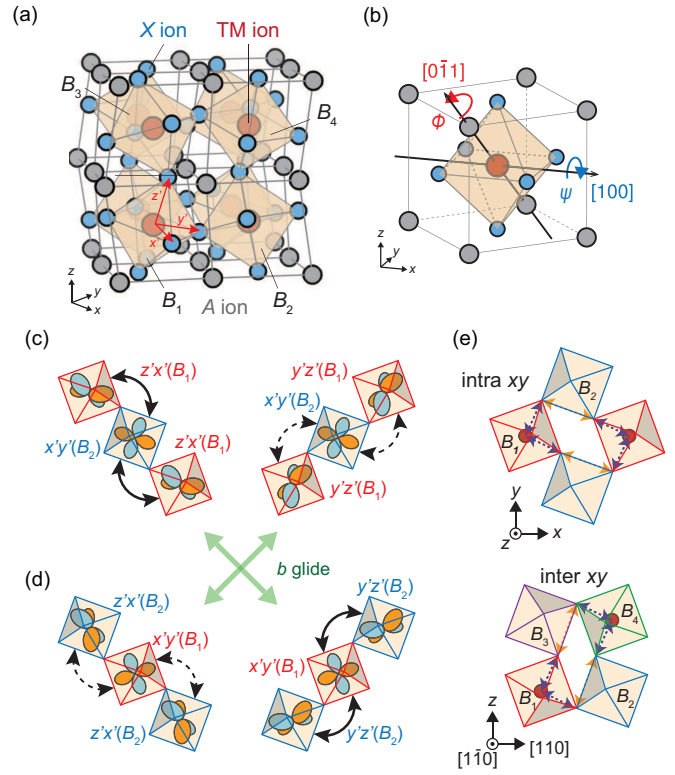 (a)
X ion
TM ion
B3
B4
z'
y'
x'
B1
A ion
B2
z
y
x
(b)
[01̄1]
ϕ
ψ
[100]
z
y
x
(c)
z'x'(B1)
x'y'(B2)
z'x'(B1)
y'z'(B1)
x'y'(B2)
y'z'(B1)
b glide
(d)
z'x'(B2)
x'y'(B1)
z'x'(B2)
y'z'(B2)
x'y'(B1)
y'z'(B2)
(e)
intra xy
B2
B1
y
z
x
inter xy
B3
B4
B1
B2
z
[11̄0]
[110]